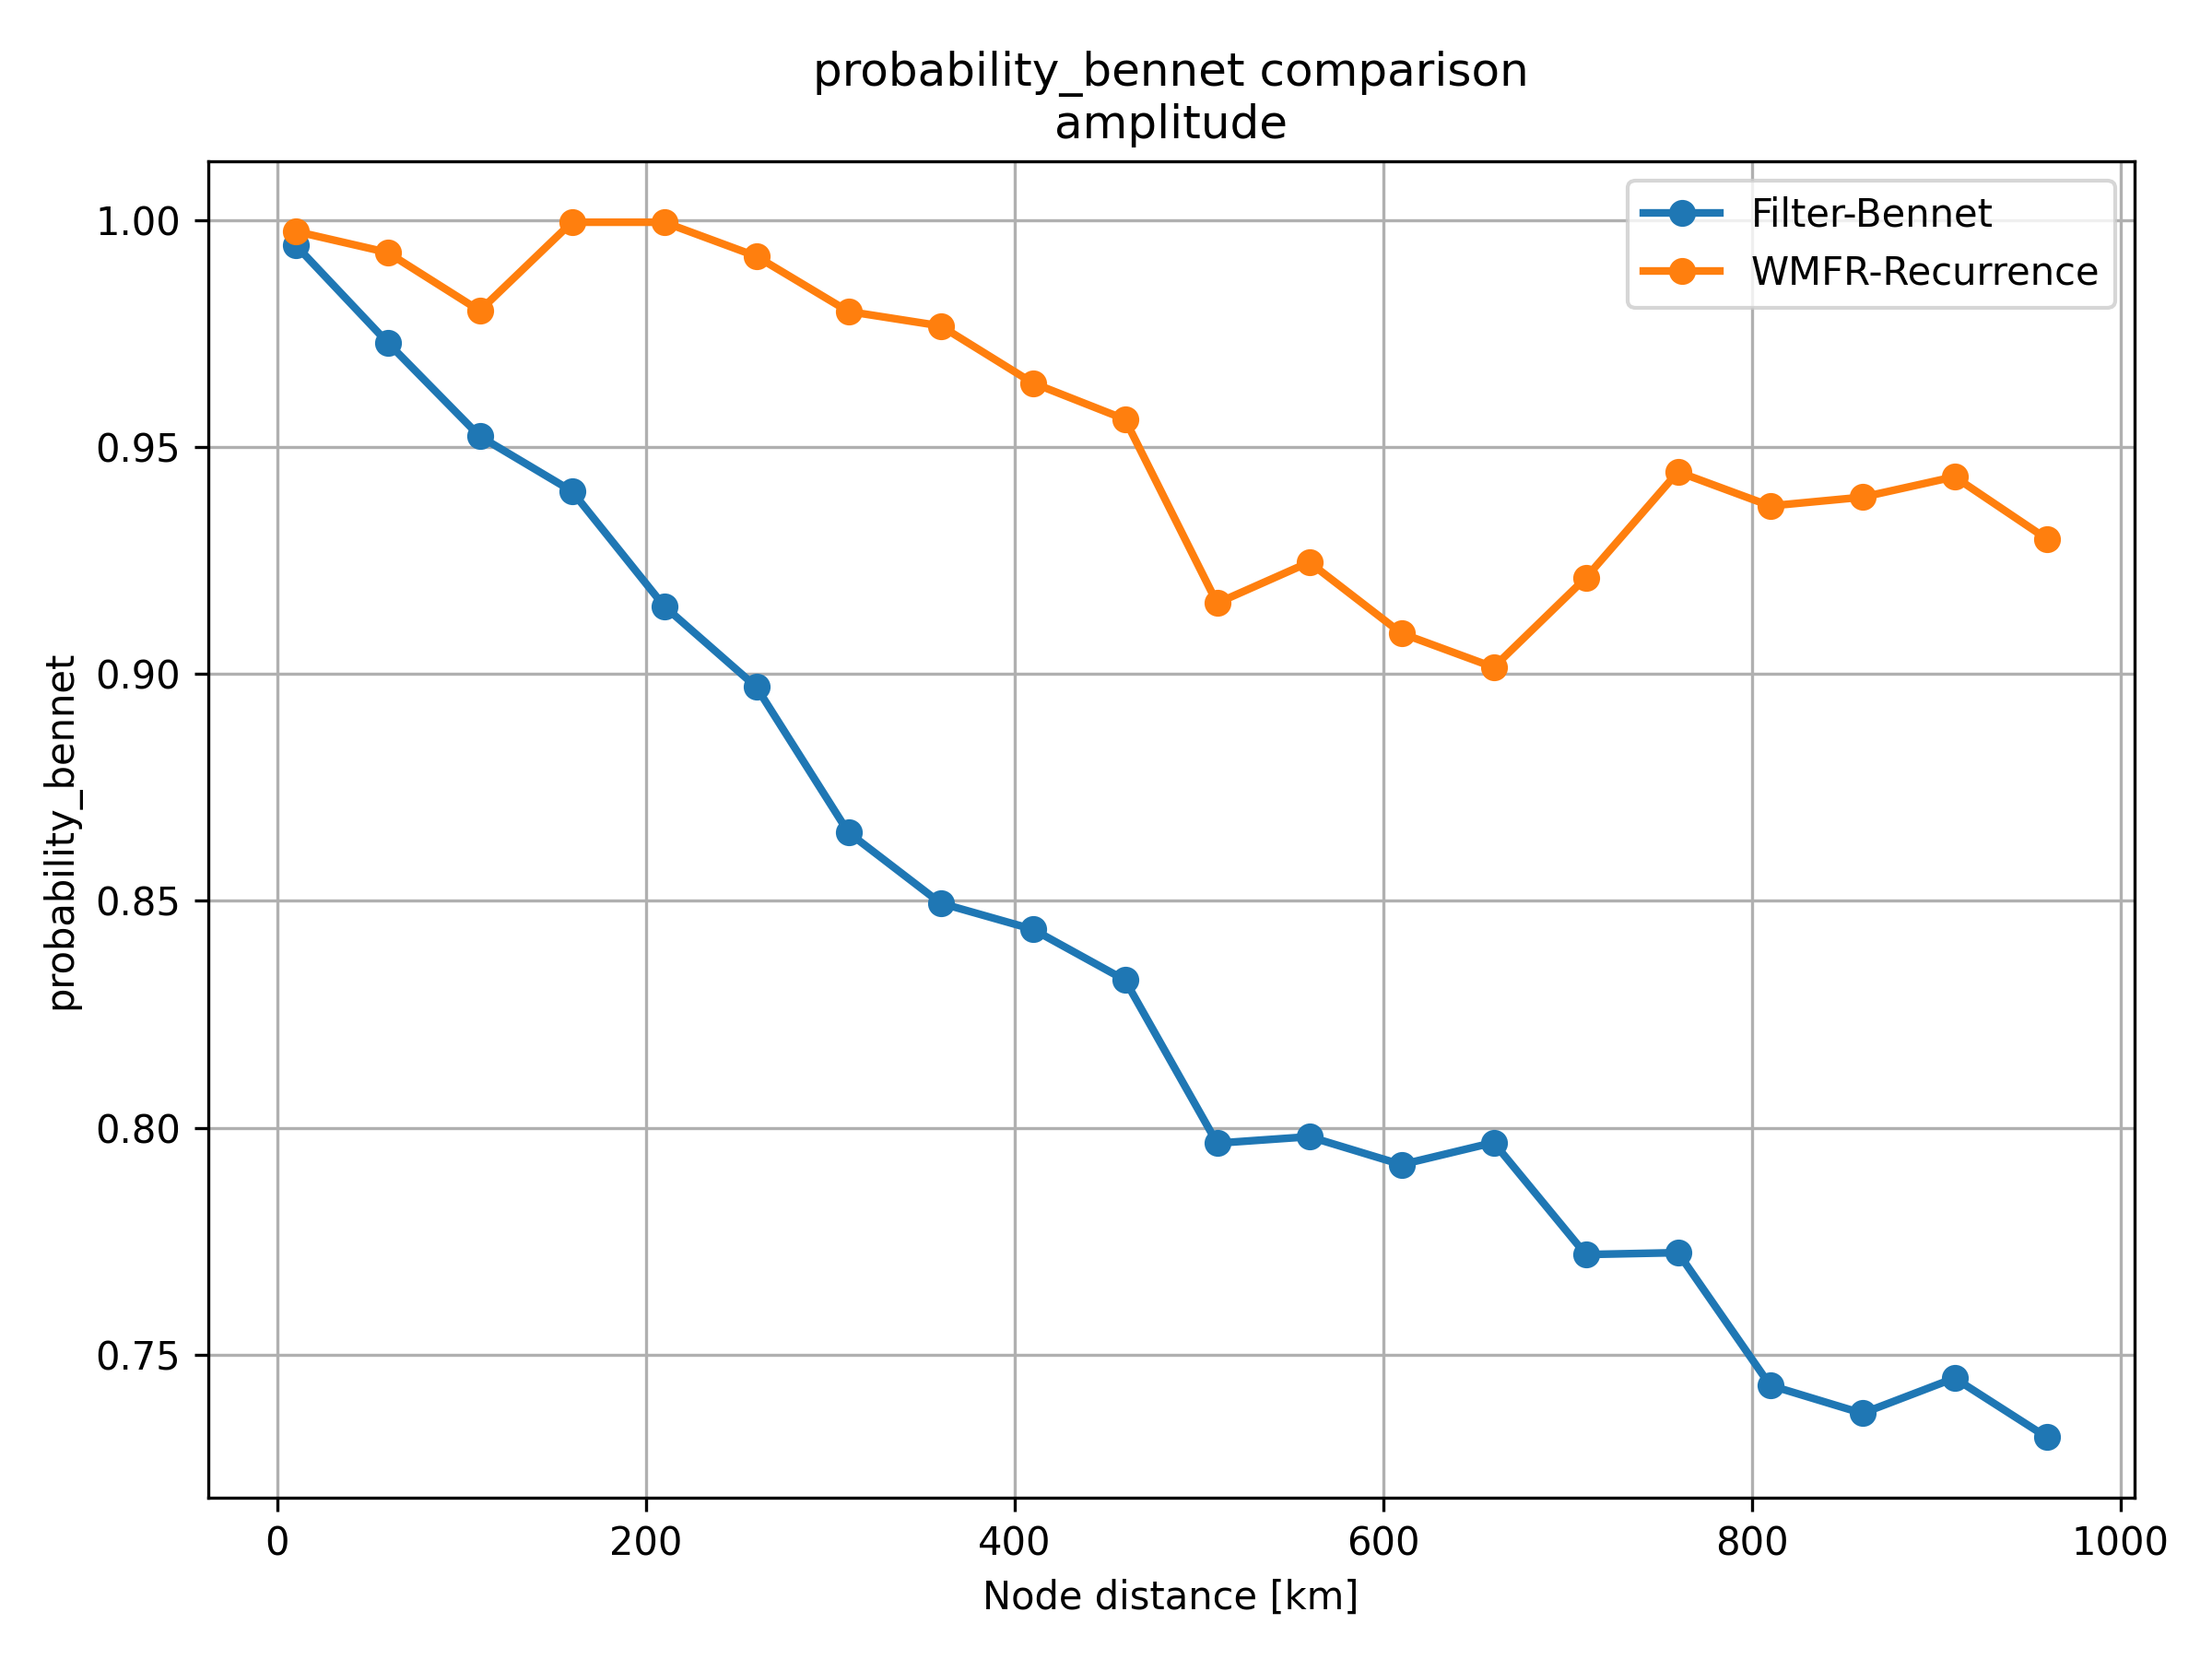 probability_bennet comparison
amplitude
Filter-Bennet
WMFR-Recurrence
probability_bennet
1.00
0.95
0.90
0.85
0.80
0.75
0
200
400
600
800
1000
Node distance [km]